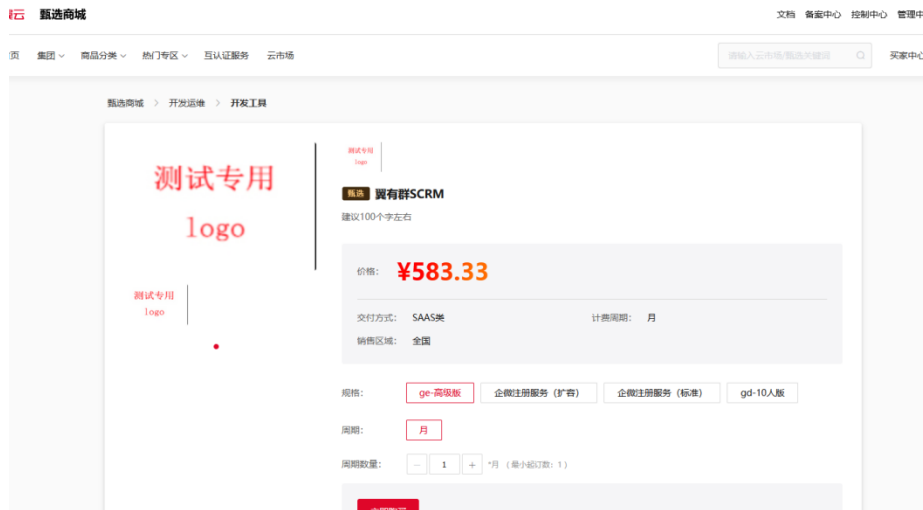 云 甄选商城 文档 备案中心 控制中心 管理中
页 集团 商品分类 热门专区 互认证服务 云市场 请输入云市场/甄选关键词 买家中心
甄选商城 > 开发运维 > 开发工具
测试专用
logo
测试专用
logo
测试专用
logo
甄选 翼有群SCRM
建议100个字左右
价格: ¥583.33
交付方式: SAAS类 计费周期: 月
销售区域: 全国
规格: ge-高级版 企微注册服务（扩容） 企微注册服务（标准） gd-10人版
周期: 月
周期数量: - 1 + *月 （最小起订数: 1）
立即购买